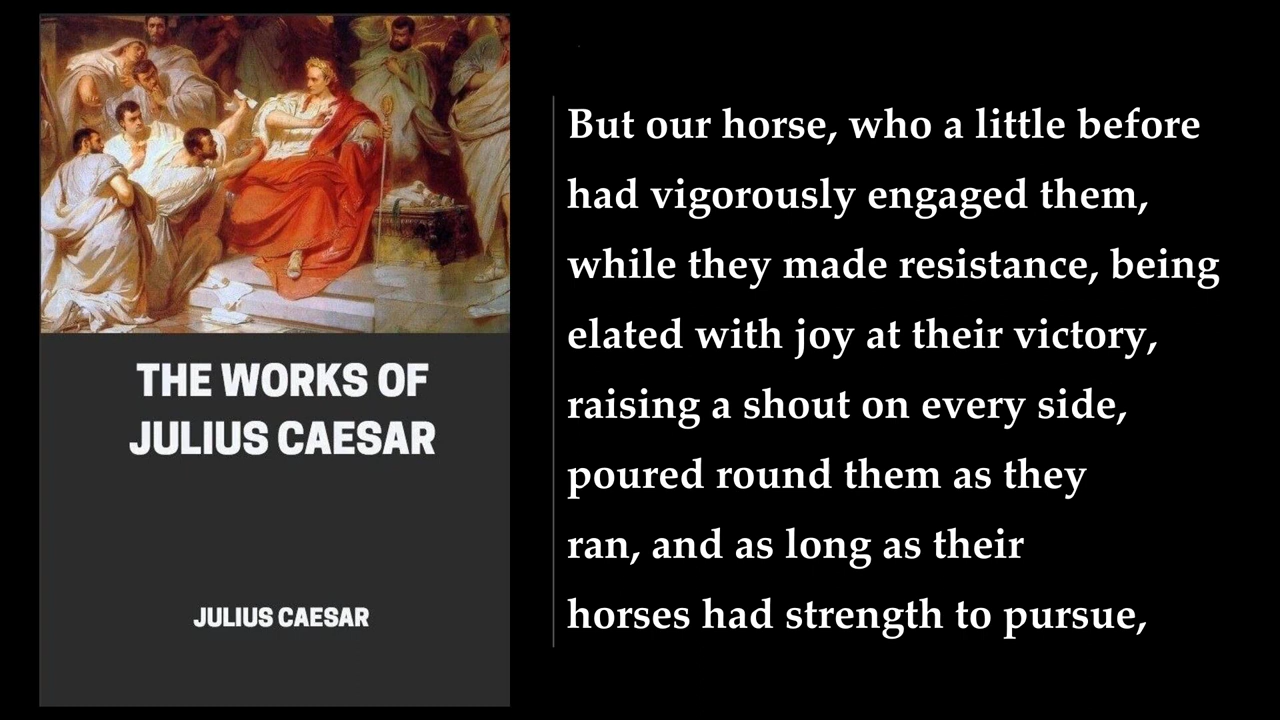 THE WORKS OF
JULIUS CAESAR
JULIUS CAESAR
But our horse, who a little before
had vigorously engaged them,
while they made resistance, being
elated with joy at their victory,
raising a shout on every side,
poured round them as they
ran, and as long as their
horses had strength to pursue,